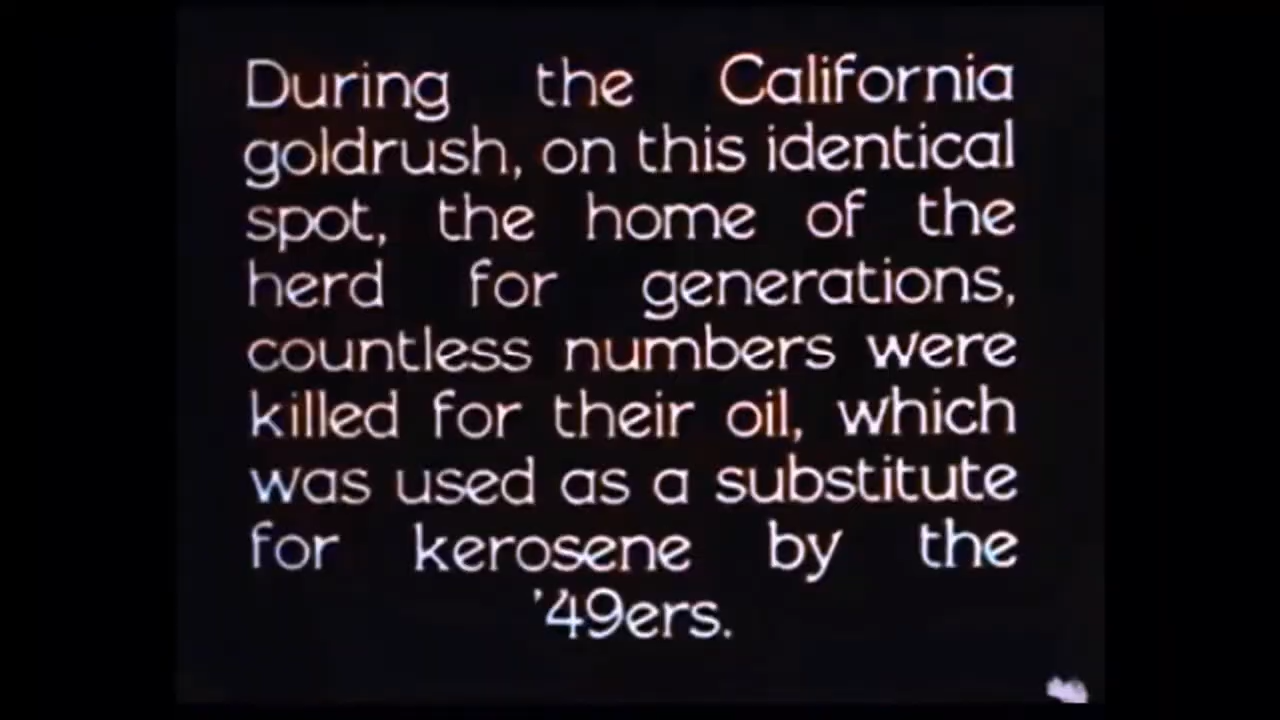 During the California
goldrush, on this identical
spot, the home of the
herd for generations,
countless numbers were
killed for their oil, which
was used as a substitute
for kerosene by the
'49ers.